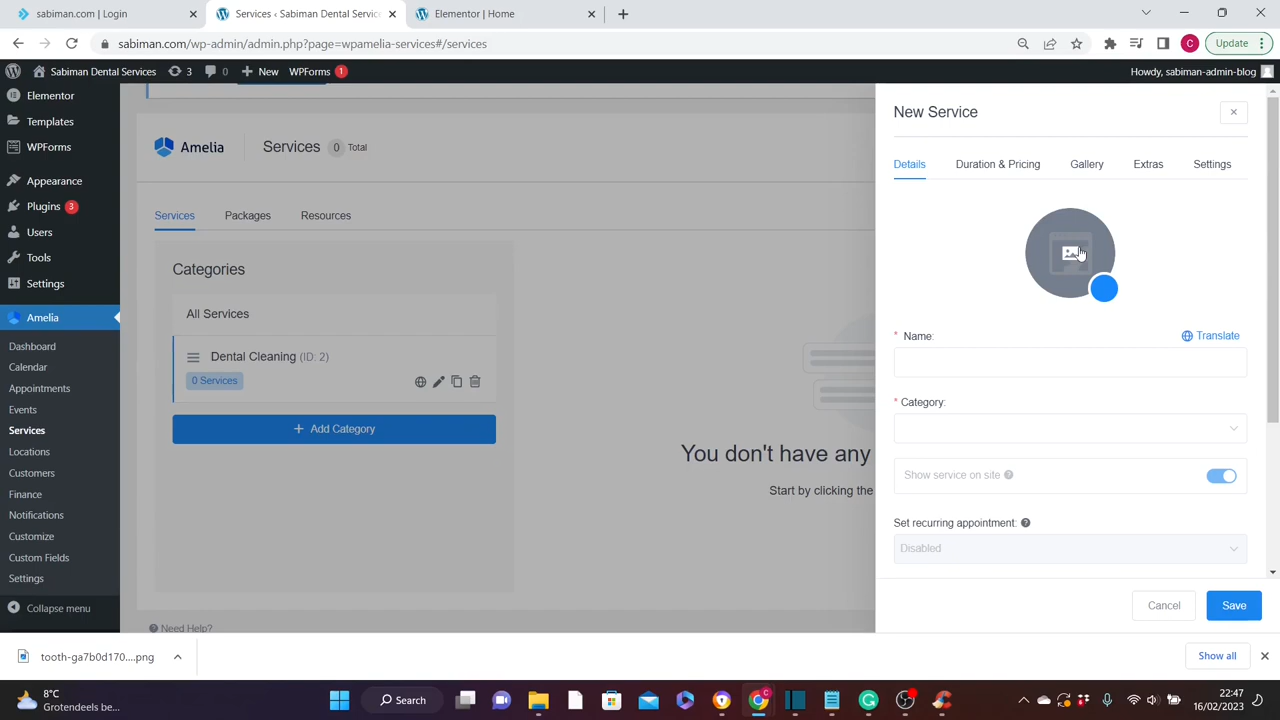 sabiman.com | Login
Services ‹ Sabiman Dental Service
Elementor | Home
sabiman.com/wp-admin/admin.php?page=wpamelia-services#/services
C
Update
Sabiman Dental Services
3
0
New
WPForms
1
Howdy, sabiman-admin-blog
Elementor
Templates
WPForms
Appearance
Plugins 3
Users
Tools
Settings
Amelia
Dashboard
Calendar
Appointments
Events
Services
Locations
Customers
Finance
Notifications
Customize
Custom Fields
Settings
Collapse menu
Amelia
Services
0 Total
Services
Packages
Resources
Categories
All Services
Dental Cleaning (ID: 2)
0 Services
+ Add Category
You don't have any
Start by clicking the
Need Help?
New Service
Details
Duration & Pricing
Gallery
Extras
Settings
* Name:
Translate
* Category:
Show service on site
Set recurring appointment:
Disabled
Cancel
Save
tooth-ga7b0d170....png
Show all
8°C
Grotendeels be...
Search
22:47
16/02/2023